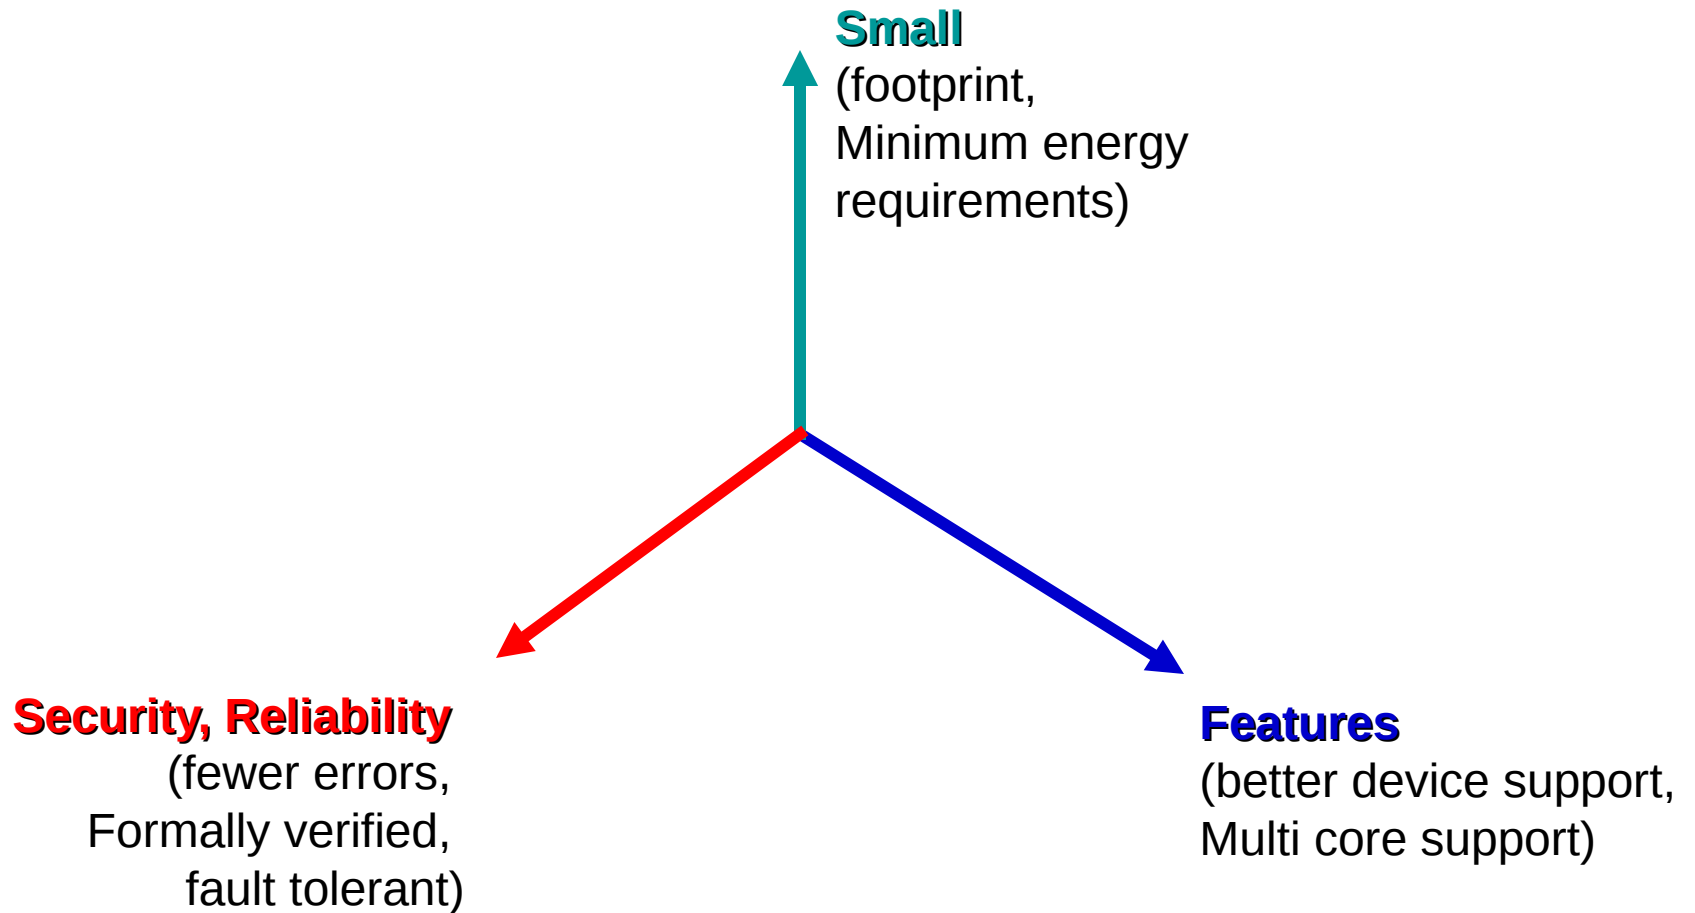 Small
(footprint,
Minimum energy
requirements)
Security, Reliability
(fewer errors,
Formally verified,
fault tolerant)
Features
(better device support,
Multi core support)